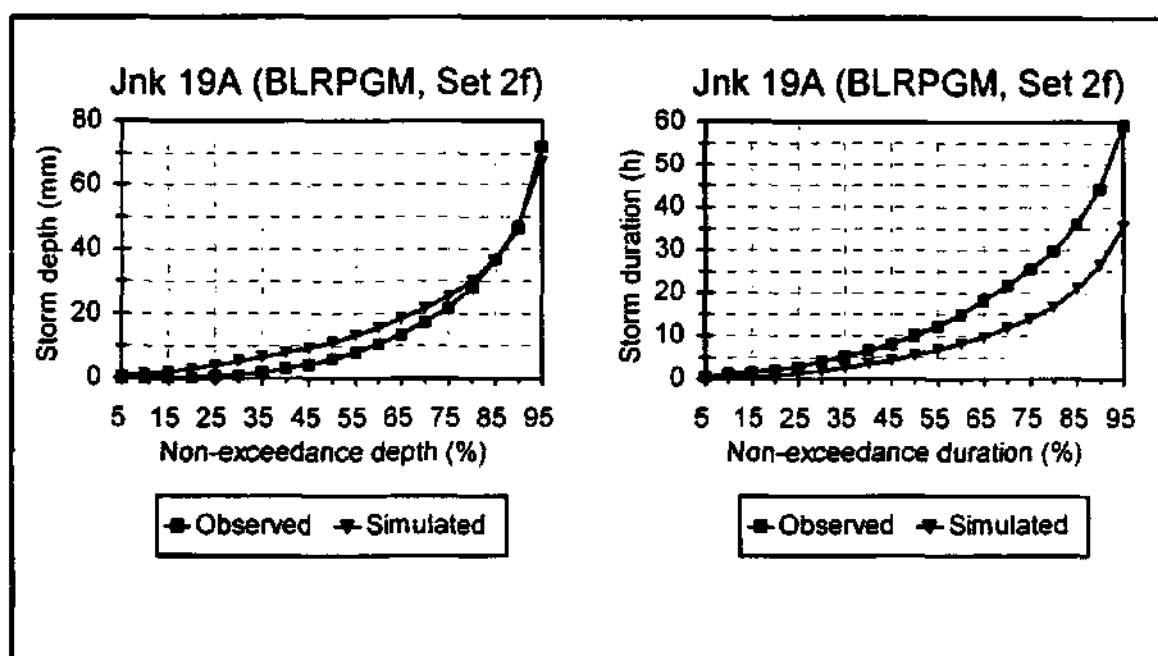 Jnk 19A (BLRPGM, Set 2f)
Storm depth (mm)
80
60
40
20
0
5 15 25 35 45 55 65 75 85 95
Non-exceedance depth (%)
Observed Simulated
Jnk 19A (BLRPGM, Set 2f)
Storm duration (h)
60
50
40
30
20
10
0
5 15 25 35 45 55 65 75 85 95
Non-exceedance duration (%)
Observed Simulated